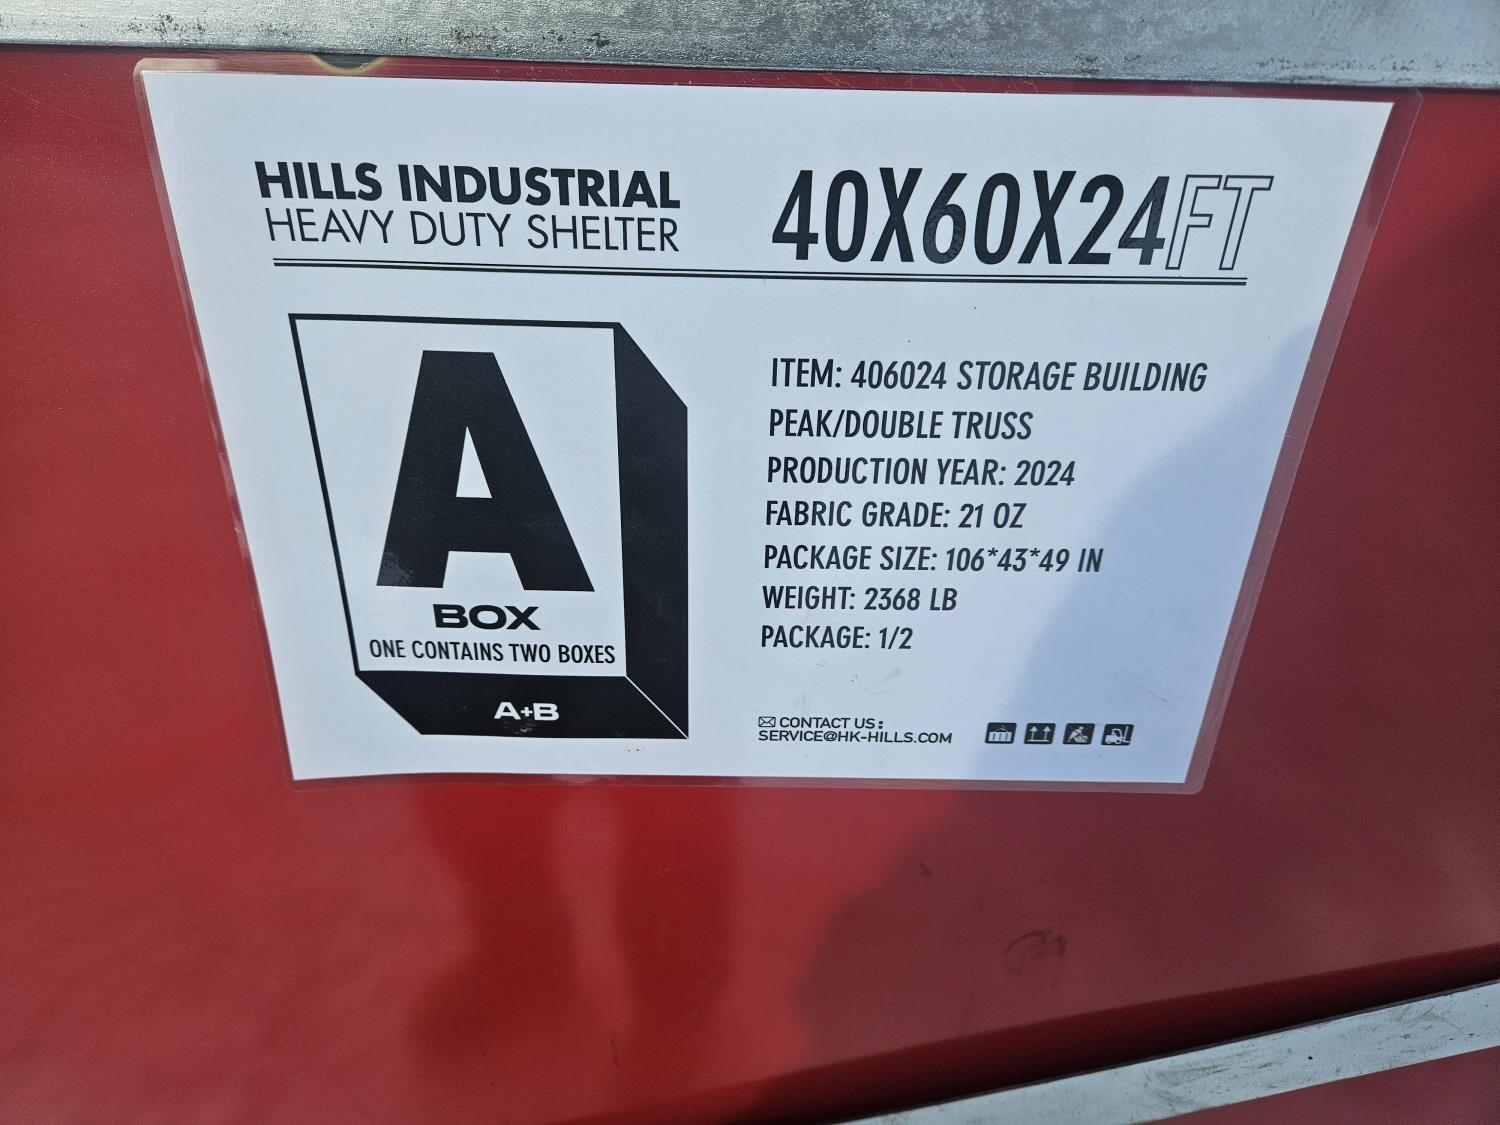 HILLS INDUSTRIAL
HEAVY DUTY SHELTER
40X60X24FT
A
BOX
ONE CONTAINS TWO BOXES
A+B
ITEM: 406024 STORAGE BUILDING
PEAK/DOUBLE TRUSS
PRODUCTION YEAR: 2024
FABRIC GRADE: 21 OZ
PACKAGE SIZE: 106*43*49 IN
WEIGHT: 2368 LB
PACKAGE: 1/2
CONTACT US:
SERVICE@HK-HILLS.COM